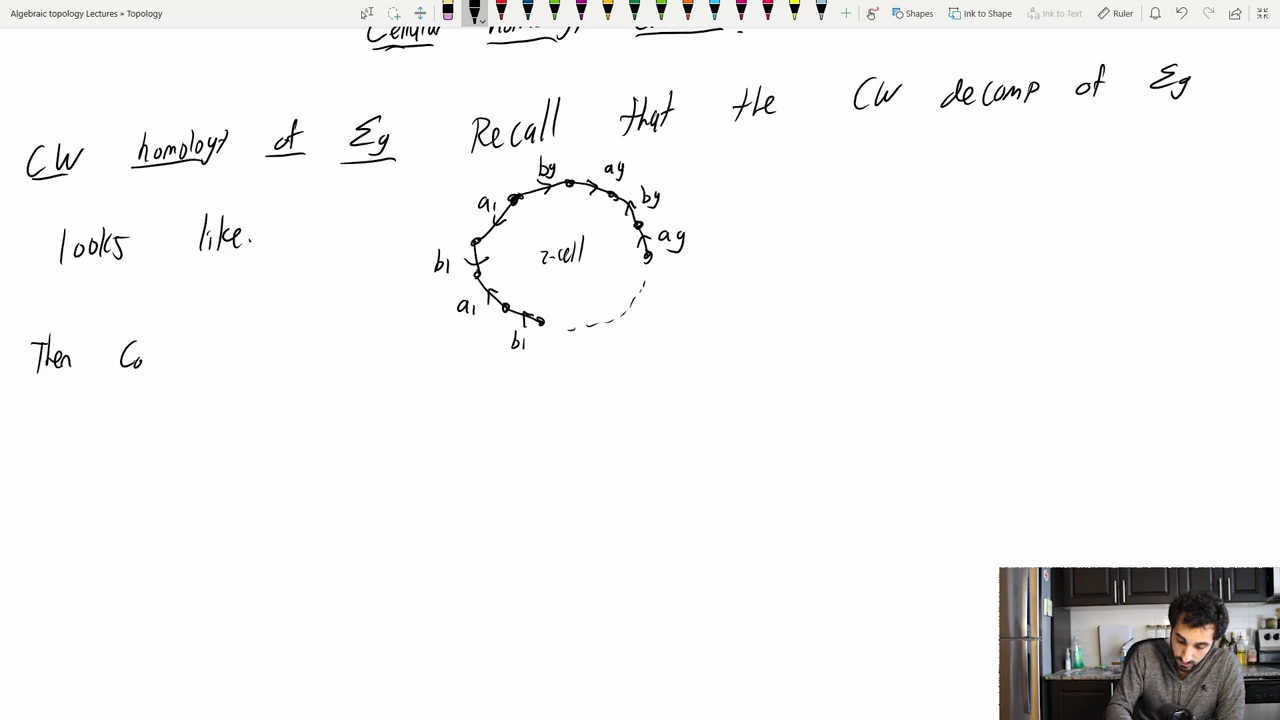 Algebraic topology Lectures » Topology
Shapes
Ink to Shape
Ink to Text
Ruler
Cellular
CW homology of Σg Recall that the CW decomp of Σg
looks like.
bg ag
a1 bg
b1 2-cell ag
a1
b1
Then C0